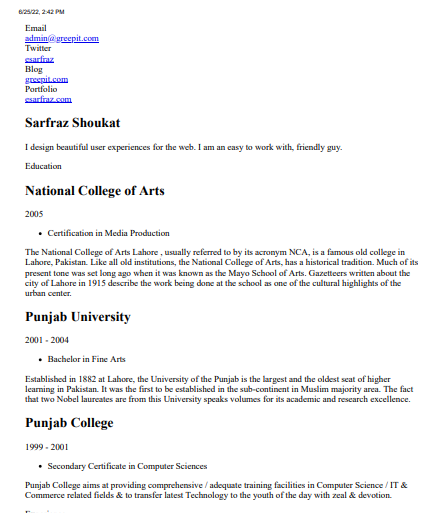 6/25/22, 2:42 PM
Email
admin@greepit.com
Twitter
esarfraz
Blog
greepit.com
Portfolio
esarfraz.com
Sarfraz Shoukat
I design beautiful user experiences for the web. I am an easy to work with, friendly guy.
Education
National College of Arts
2005
• Certification in Media Production
The National College of Arts Lahore , usually referred to by its acronym NCA, is a famous old college in
Lahore, Pakistan. Like all old institutions, the National College of Arts, has a historical tradition. Much of its
present tone was set long ago when it was known as the Mayo School of Arts. Gazetteers written about the
city of Lahore in 1915 describe the work being done at the school as one of the cultural highlights of the
urban center.
Punjab University
2001 - 2004
• Bachelor in Fine Arts
Established in 1882 at Lahore, the University of the Punjab is the largest and the oldest seat of higher
learning in Pakistan. It was the first to be established in the sub-continent in Muslim majority area. The fact
that two Nobel laureates are from this University speaks volumes for its academic and research excellence.
Punjab College
1999 - 2001
• Secondary Certificate in Computer Sciences
Punjab College aims at providing comprehensive / adequate training facilities in Computer Science / IT &
Commerce related fields & to transfer latest Technology to the youth of the day with zeal & devotion.